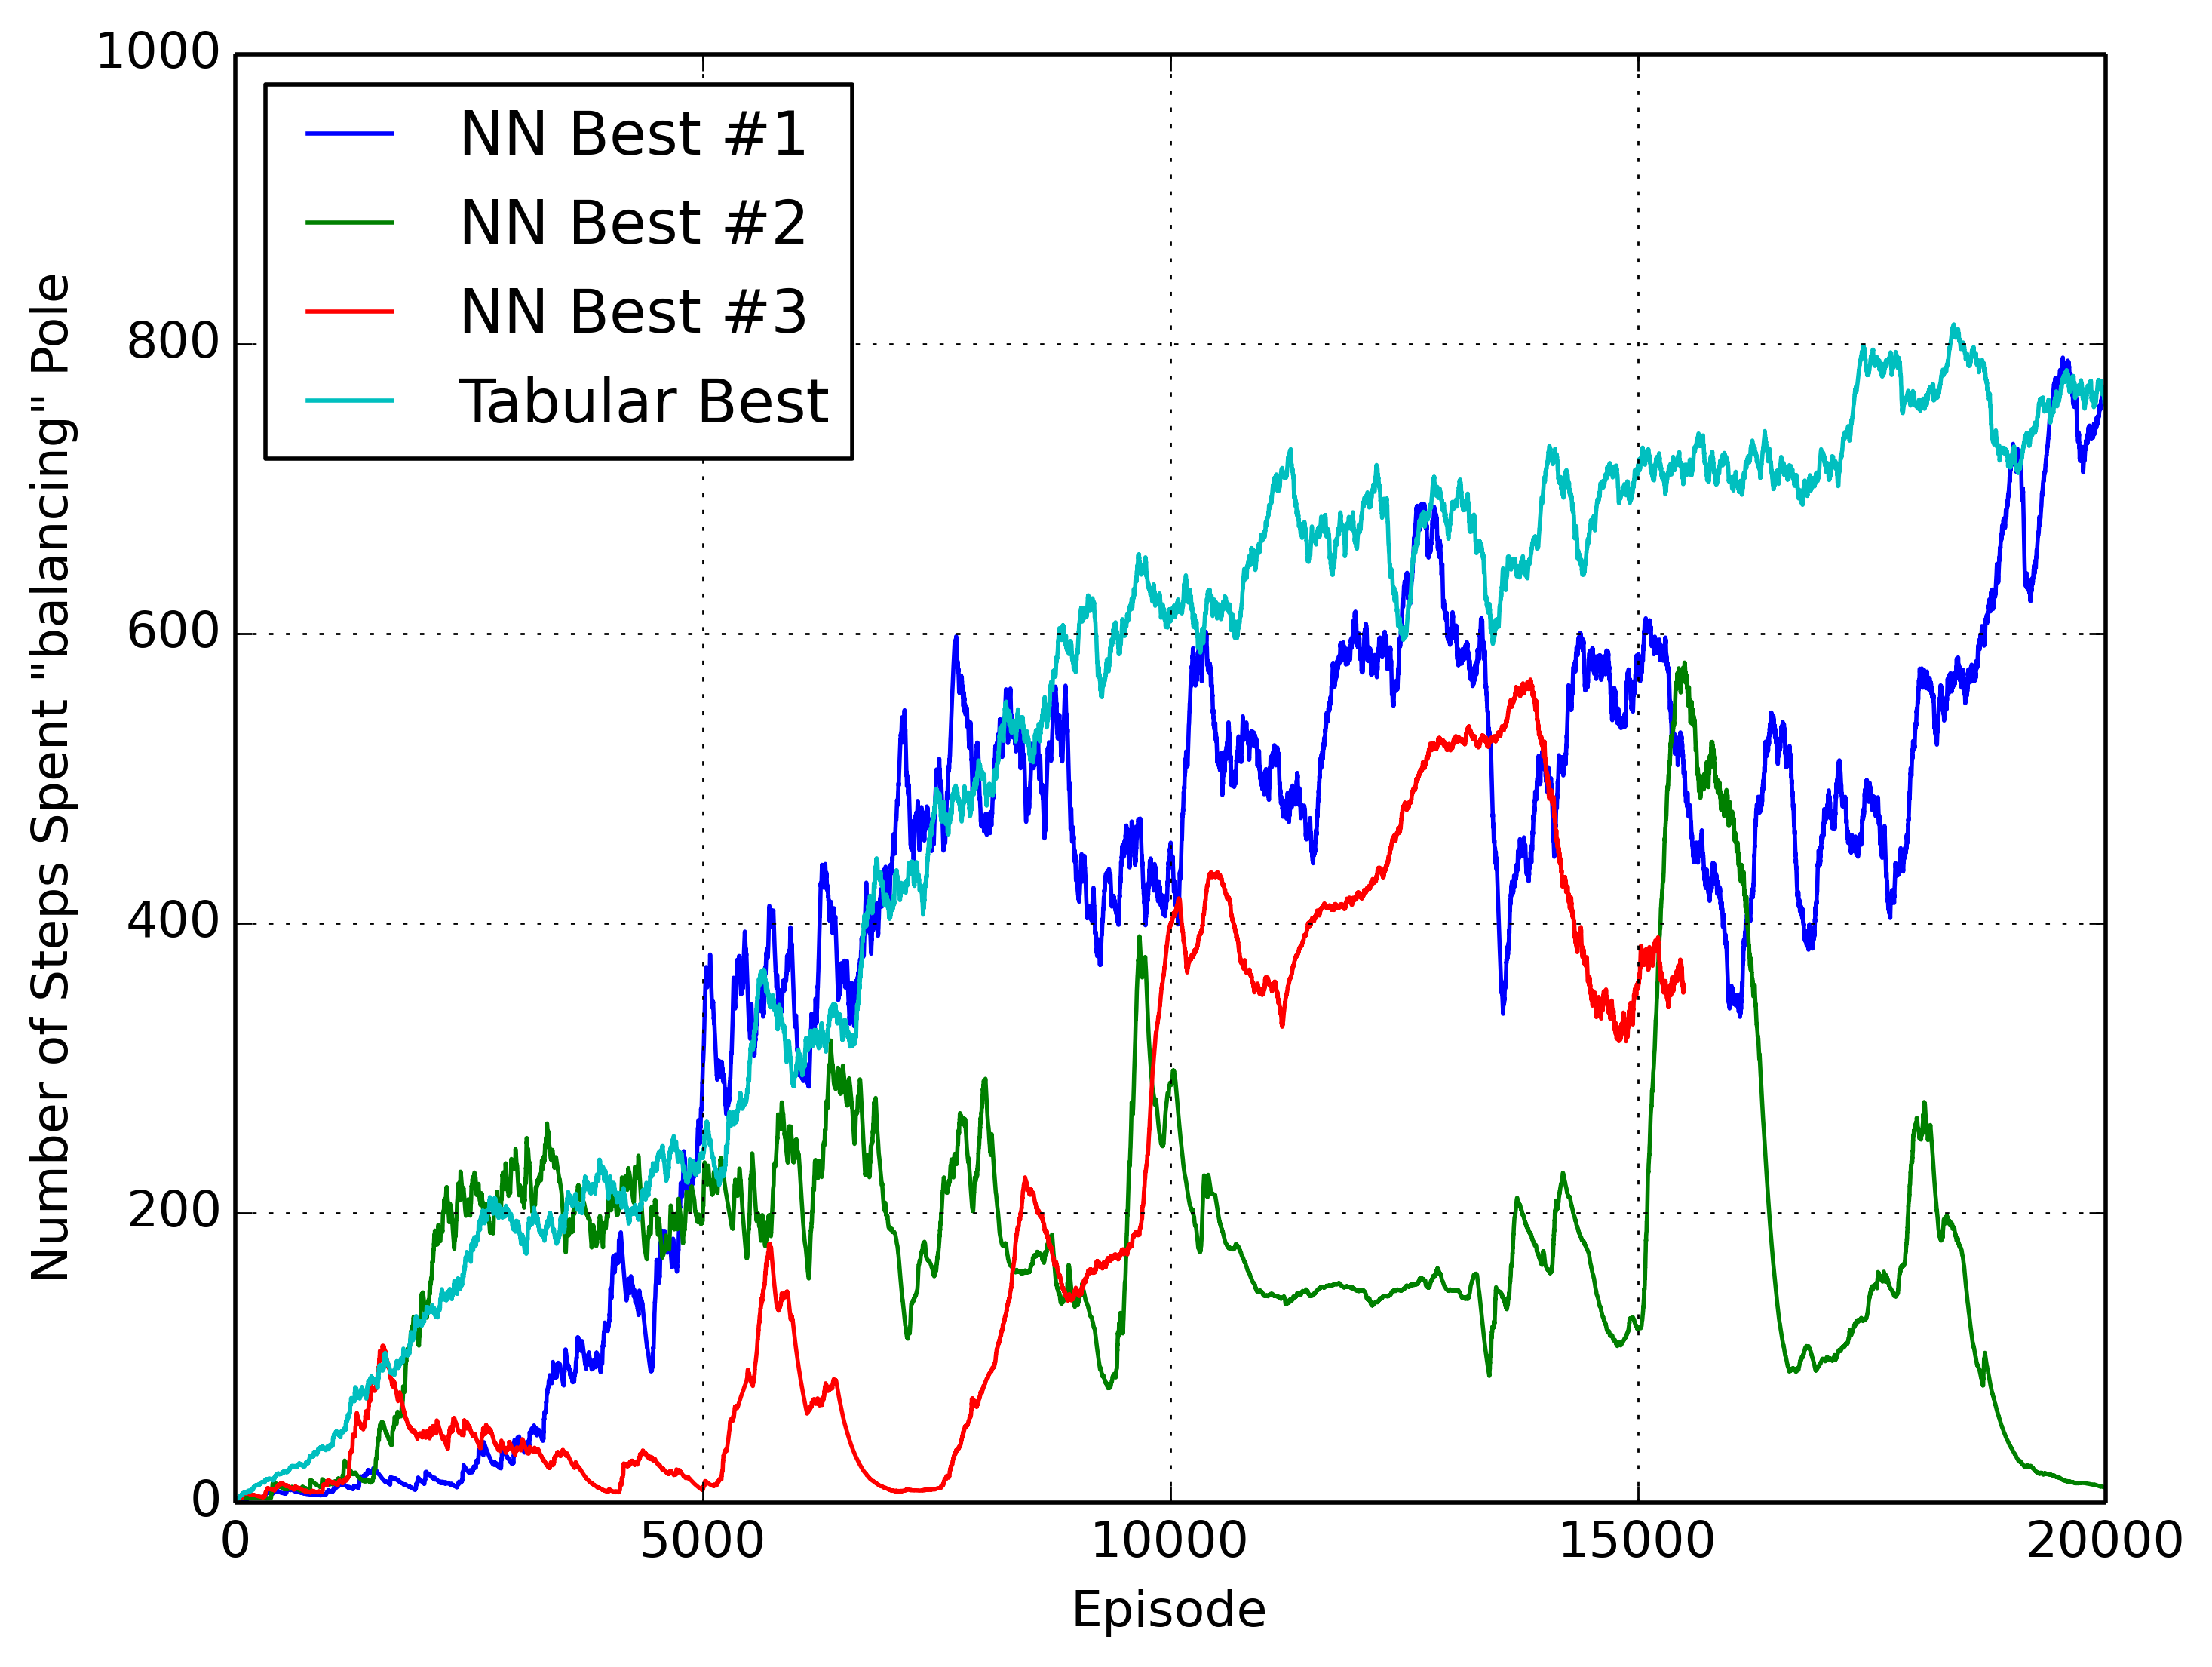 1000
800
600
400
200
0
Number of Steps Spent "balancing" Pole
NN Best #1
NN Best #2
NN Best #3
Tabular Best
0 5000 10000 15000 20000
Episode